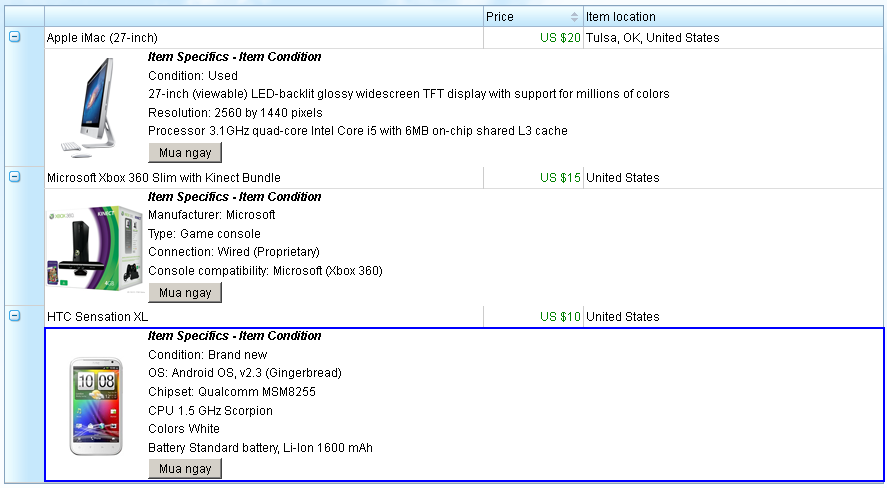 Price Item location
Apple iMac (27-inch) US $20 Tulsa, OK, United States
Item Specifics - Item Condition
Condition: Used
27-inch (viewable) LED-backlit glossy widescreen TFT display with support for millions of colors
Resolution: 2560 by 1440 pixels
Processor 3.1GHz quad-core Intel Core i5 with 6MB on-chip shared L3 cache
Mua ngay
Microsoft Xbox 360 Slim with Kinect Bundle US $15 United States
Item Specifics - Item Condition
XBOX 360 KINECT
Manufacturer: Microsoft
Type: Game console
Connection: Wired (Proprietary)
Console compatibility: Microsoft (Xbox 360)
4GB
Mua ngay
HTC Sensation XL US $10 United States
Item Specifics - Item Condition
Condition: Brand new
OS: Android OS, v2.3 (Gingerbread)
10 08
Chipset: Qualcomm MSM8255
CPU 1.5 GHz Scorpion
Colors White
Battery Standard battery, Li-Ion 1600 mAh
Mua ngay